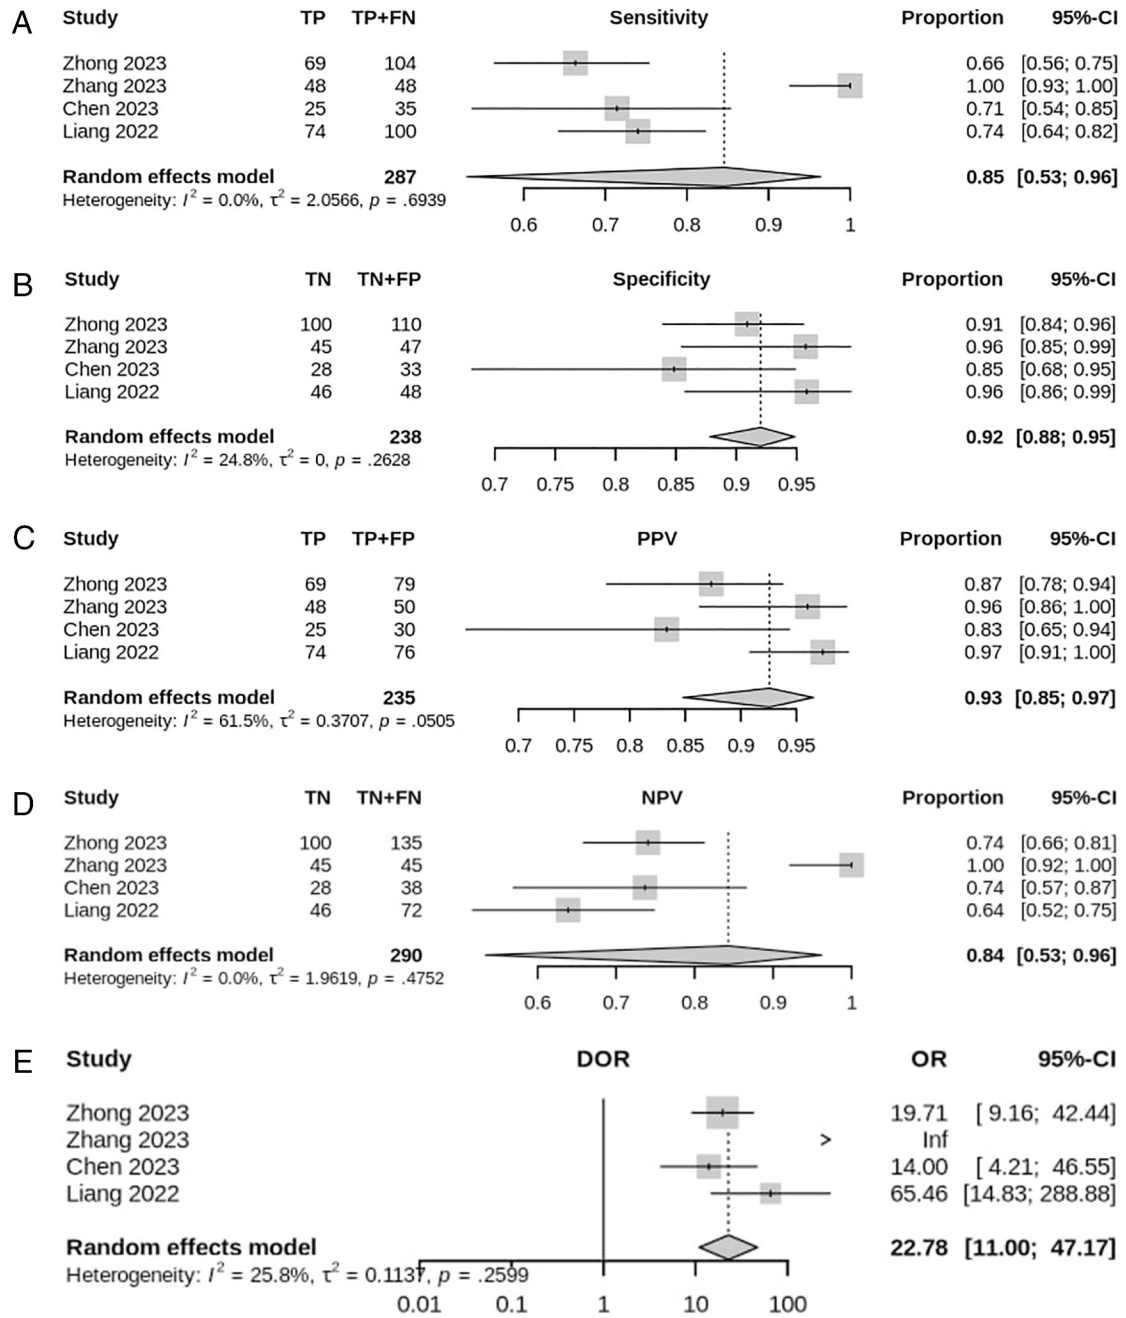 A Study TP TP+FN Sensitivity Proportion 95%-CI
Zhong 2023 69 104 0.66 [0.56; 0.75]
Zhang 2023 48 48 1.00 [0.93; 1.00]
Chen 2023 25 35 0.71 [0.54; 0.85]
Liang 2022 74 100 0.74 [0.64; 0.82]
Random effects model 287 0.85 [0.53; 0.96]
Heterogeneity: I² = 0.0%, τ² = 2.0566, p = .6939
0.6 0.7 0.8 0.9 1
B Study TN TN+FP Specificity Proportion 95%-CI
Zhong 2023 100 110 0.91 [0.84; 0.96]
Zhang 2023 45 47 0.96 [0.85; 0.99]
Chen 2023 28 33 0.85 [0.68; 0.95]
Liang 2022 46 48 0.96 [0.86; 0.99]
Random effects model 238 0.92 [0.88; 0.95]
Heterogeneity: I² = 24.8%, τ² = 0, p = .2628
0.7 0.75 0.8 0.85 0.9 0.95
C Study TP TP+FP PPV Proportion 95%-CI
Zhong 2023 69 79 0.87 [0.78; 0.94]
Zhang 2023 48 50 0.96 [0.86; 1.00]
Chen 2023 25 30 0.83 [0.65; 0.94]
Liang 2022 74 76 0.97 [0.91; 1.00]
Random effects model 235 0.93 [0.85; 0.97]
Heterogeneity: I² = 61.5%, τ² = 0.3707, p = .0505
0.7 0.75 0.8 0.85 0.9 0.95
D Study TN TN+FN NPV Proportion 95%-CI
Zhong 2023 100 135 0.74 [0.66; 0.81]
Zhang 2023 45 45 1.00 [0.92; 1.00]
Chen 2023 28 38 0.74 [0.57; 0.87]
Liang 2022 46 72 0.64 [0.52; 0.75]
Random effects model 290 0.84 [0.53; 0.96]
Heterogeneity: I² = 0.0%, τ² = 1.9619, p = .4752
0.6 0.7 0.8 0.9 1
E Study DOR OR 95%-CI
Zhong 2023 19.71 [ 9.16; 42.44]
Zhang 2023 > Inf
Chen 2023 14.00 [ 4.21; 46.55]
Liang 2022 65.46 [14.83; 288.88]
Random effects model 22.78 [11.00; 47.17]
Heterogeneity: I² = 25.8%, τ² = 0.1137, p = .2599
0.01 0.1 1 10 100